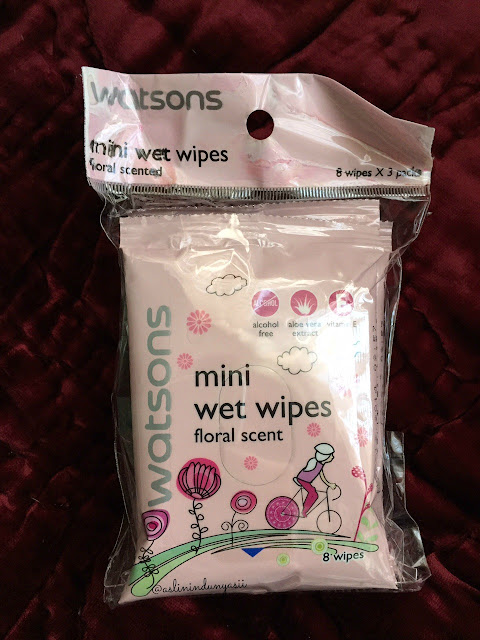 watsons
mini wet wipes
floral scented
8 wipes X 3 packs
watsons
ALCOHOL
E
alcohol
free
aloe vera
extract
vitamin E
mini
wet wipes
floral scent
8 wipes
@aslinindunyasii